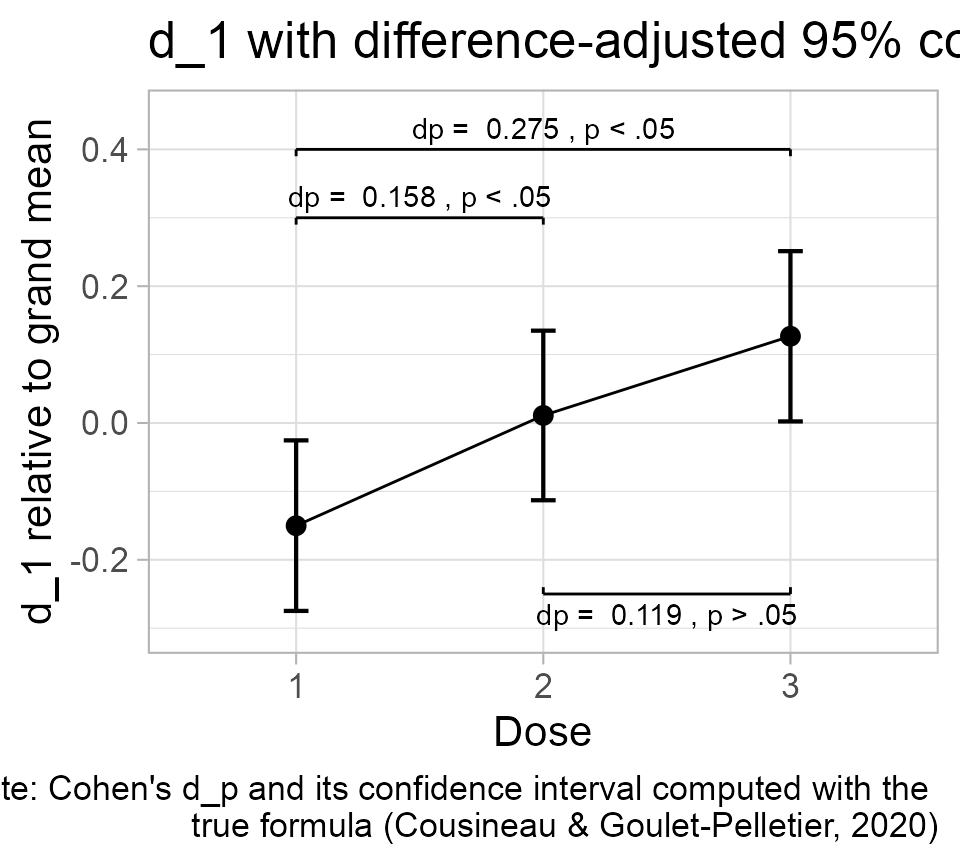 d_1 with difference-adjusted 95% co
d_1 relative to grand mean
0.4
0.2
0.0
-0.2
dp = 0.275 , p < .05
dp = 0.158 , p < .05
dp = 0.119 , p > .05
1
2
3
Dose
te: Cohen's d_p and its confidence interval computed with the
true formula (Cousineau & Goulet-Pelletier, 2020)